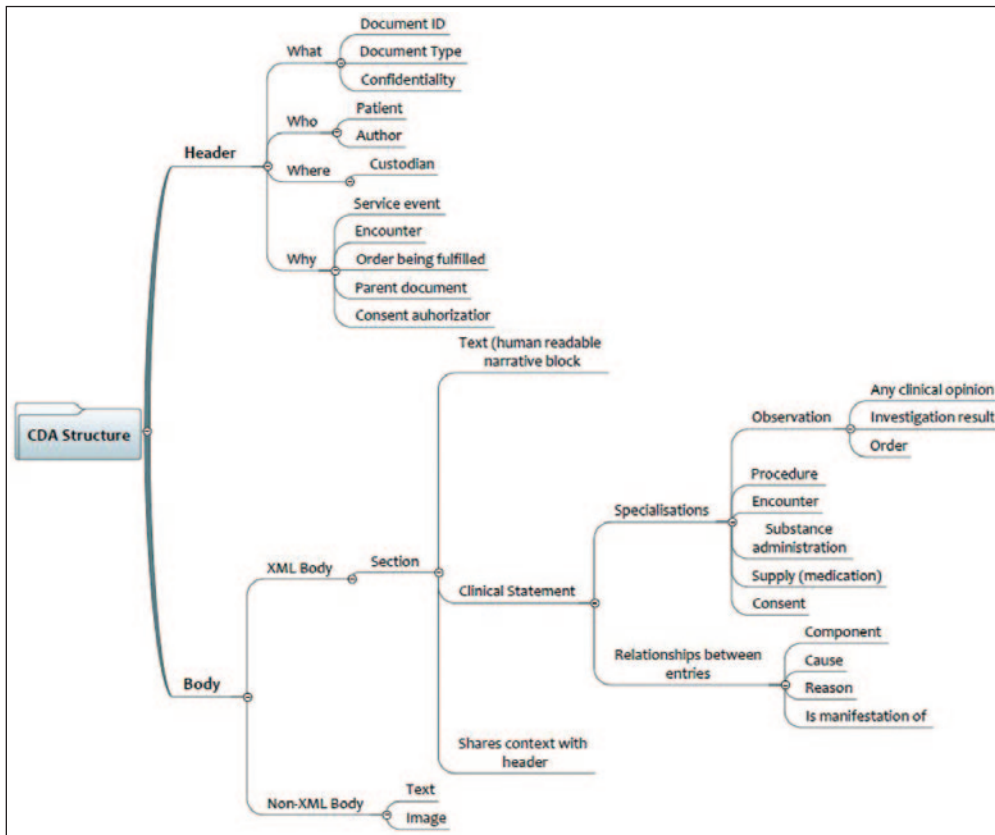 Document ID
What
Document Type
Confidentiality
Patient
Who
Author
Header
Where
Custodian
Service event
Encounter
Why
Order being fulfilled
Parent document
Consent auhorizatior
CDA Structure
Text (human readable
narrative block
Any clinical opinion
Observation
Investigation result
Order
Procedure
Specialisations
Encounter
Substance
administration
XML Body
Section
Clinical Statement
Supply (medication)
Consent
Component
Relationships between
entries
Cause
Reason
Is manifestation of
Body
Shares context with
header
Non-XML Body
Text
Image